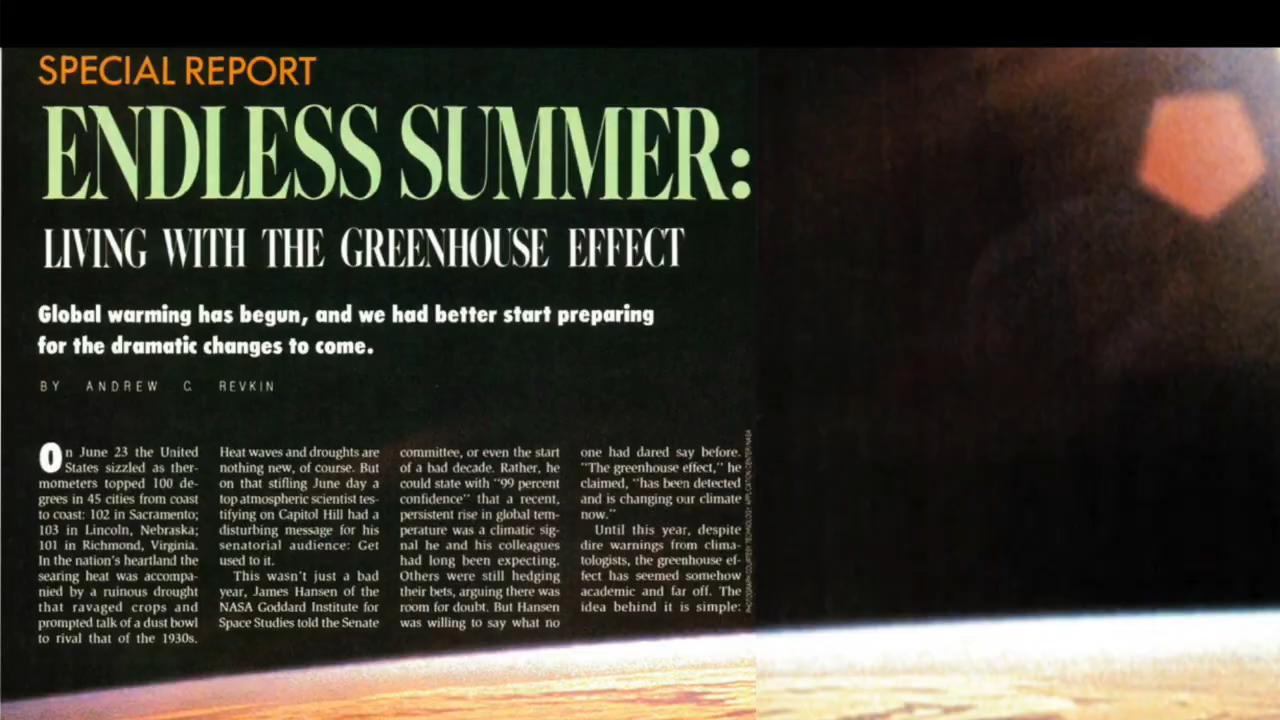 SPECIAL REPORT
ENDLESS SUMMER:
LIVING WITH THE GREENHOUSE EFFECT
Global warming has begun, and we had better start preparing
for the dramatic changes to come.
BY ANDREW C. REVKIN
On June 23 the United
States sizzled as ther-
mometers topped 100 de-
grees in 45 cities from coast
to coast: 102 in Sacramento;
103 in Lincoln, Nebraska;
101 in Richmond, Virginia.
In the nation's heartland the
searing heat was accompa-
nied by a ruinous drought
that ravaged crops and
prompted talk of a dust bowl
to rival that of the 1930s.
Heat waves and droughts are
nothing new, of course. But
on that stifling June day a
top atmospheric scientist tes-
tifying on Capitol Hill had a
disturbing message for his
senatorial audience: Get
used to it.
This wasn't just a bad
year, James Hansen of the
NASA Goddard Institute for
Space Studies told the Senate
committee, or even the start
of a bad decade. Rather, he
could state with "99 percent
confidence" that a recent,
persistent rise in global tem-
perature was a climatic sig-
nal he and his colleagues
had long been expecting.
Others were still hedging
their bets, arguing there was
room for doubt. But Hansen
was willing to say what no
one had dared say before.
"The greenhouse effect," he
claimed, "has been detected
and is changing our climate
now."
Until this year, despite
dire warnings from clima-
tologists, the greenhouse ef-
fect has seemed somehow
academic and far off. The
idea behind it is simple:
PHOTOGRAPH COURTESY TECHNOLOGY APPLICATION CENTER/NASA